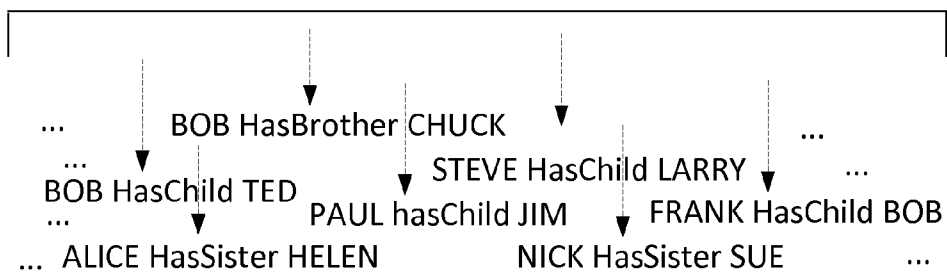 ... BOB HasBrother CHUCK ...
... STEVE HasChild LARRY ...
BOB HasChild TED
... PAUL hasChild JIM FRANK HasChild BOB
... ALICE HasSister HELEN NICK HasSister SUE ...